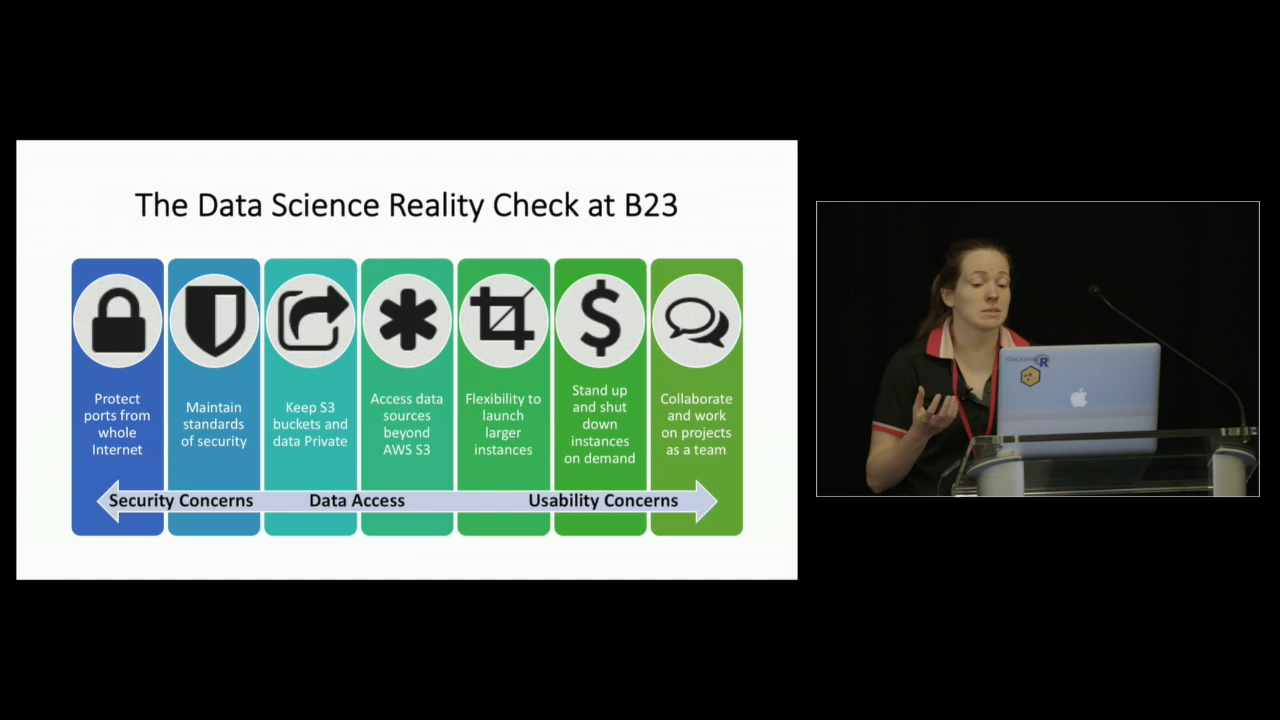 The Data Science Reality Check at B23
Protect
ports from
whole
Internet
Maintain
standards
of security
Keep S3
buckets and
data Private
Access data
sources
beyond
AWS S3
Flexibility to
launch
larger
instances
Stand up
and shut
down
instances
on demand
Collaborate
and work
on projects
as a team
Security Concerns
Data Access
Usability Concerns
R